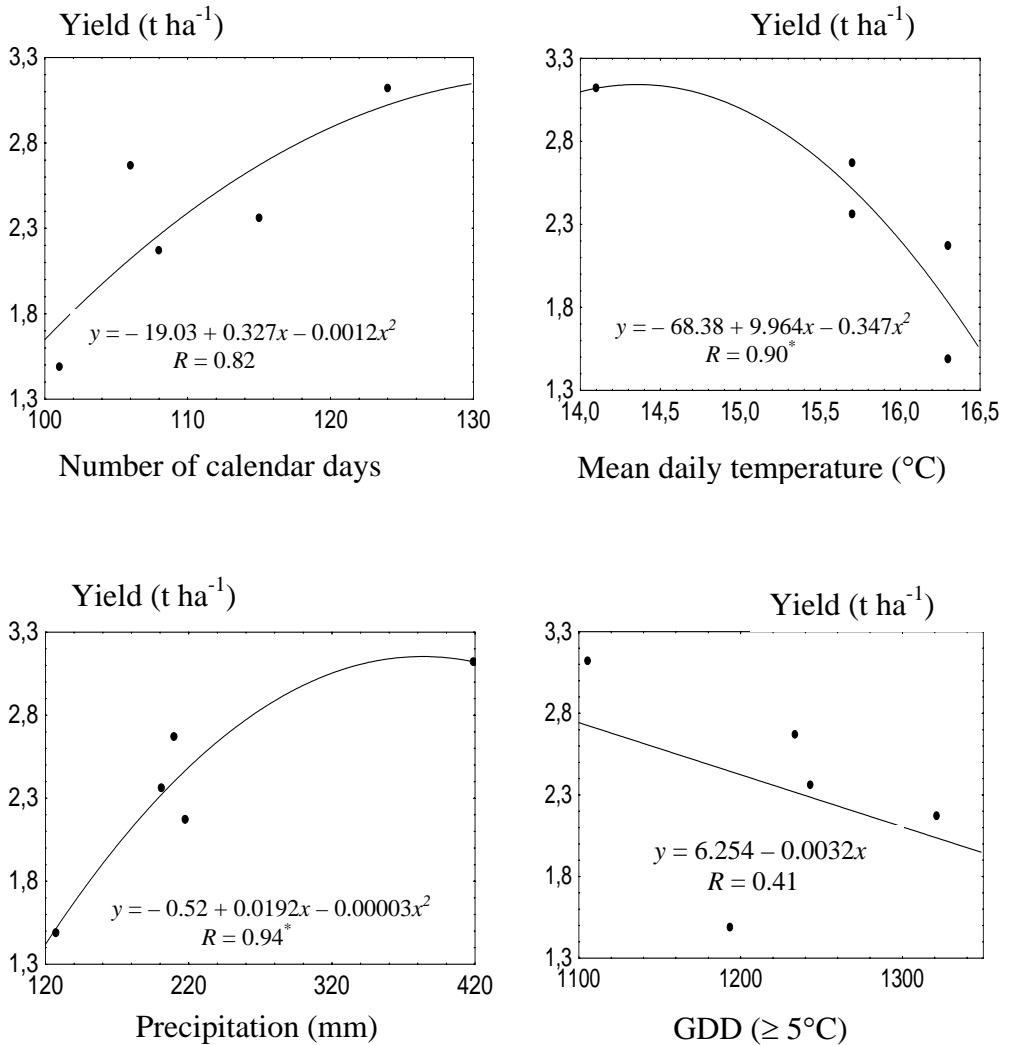 Yield (t ha-1)
3,3
2,8
2,3
1,8
1,3
y = – 19.03 + 0.327x – 0.0012x2
R = 0.82
100 110 120 130
Number of calendar days
Yield (t ha-1)
3,3
2,8
2,3
1,8
1,3
y = – 68.38 + 9.964x – 0.347x2
R = 0.90*
14,0 14,5 15,0 15,5 16,0 16,5
Mean daily temperature (°C)
Yield (t ha-1)
3,3
2,8
2,3
1,8
1,3
y = – 0.52 + 0.0192x – 0.00003x2
R = 0.94*
120 220 320 420
Precipitation (mm)
Yield (t ha-1)
3,3
2,8
2,3
1,8
1,3
y = 6.254 – 0.0032x
R = 0.41
1100 1200 1300
GDD (≥ 5°C)